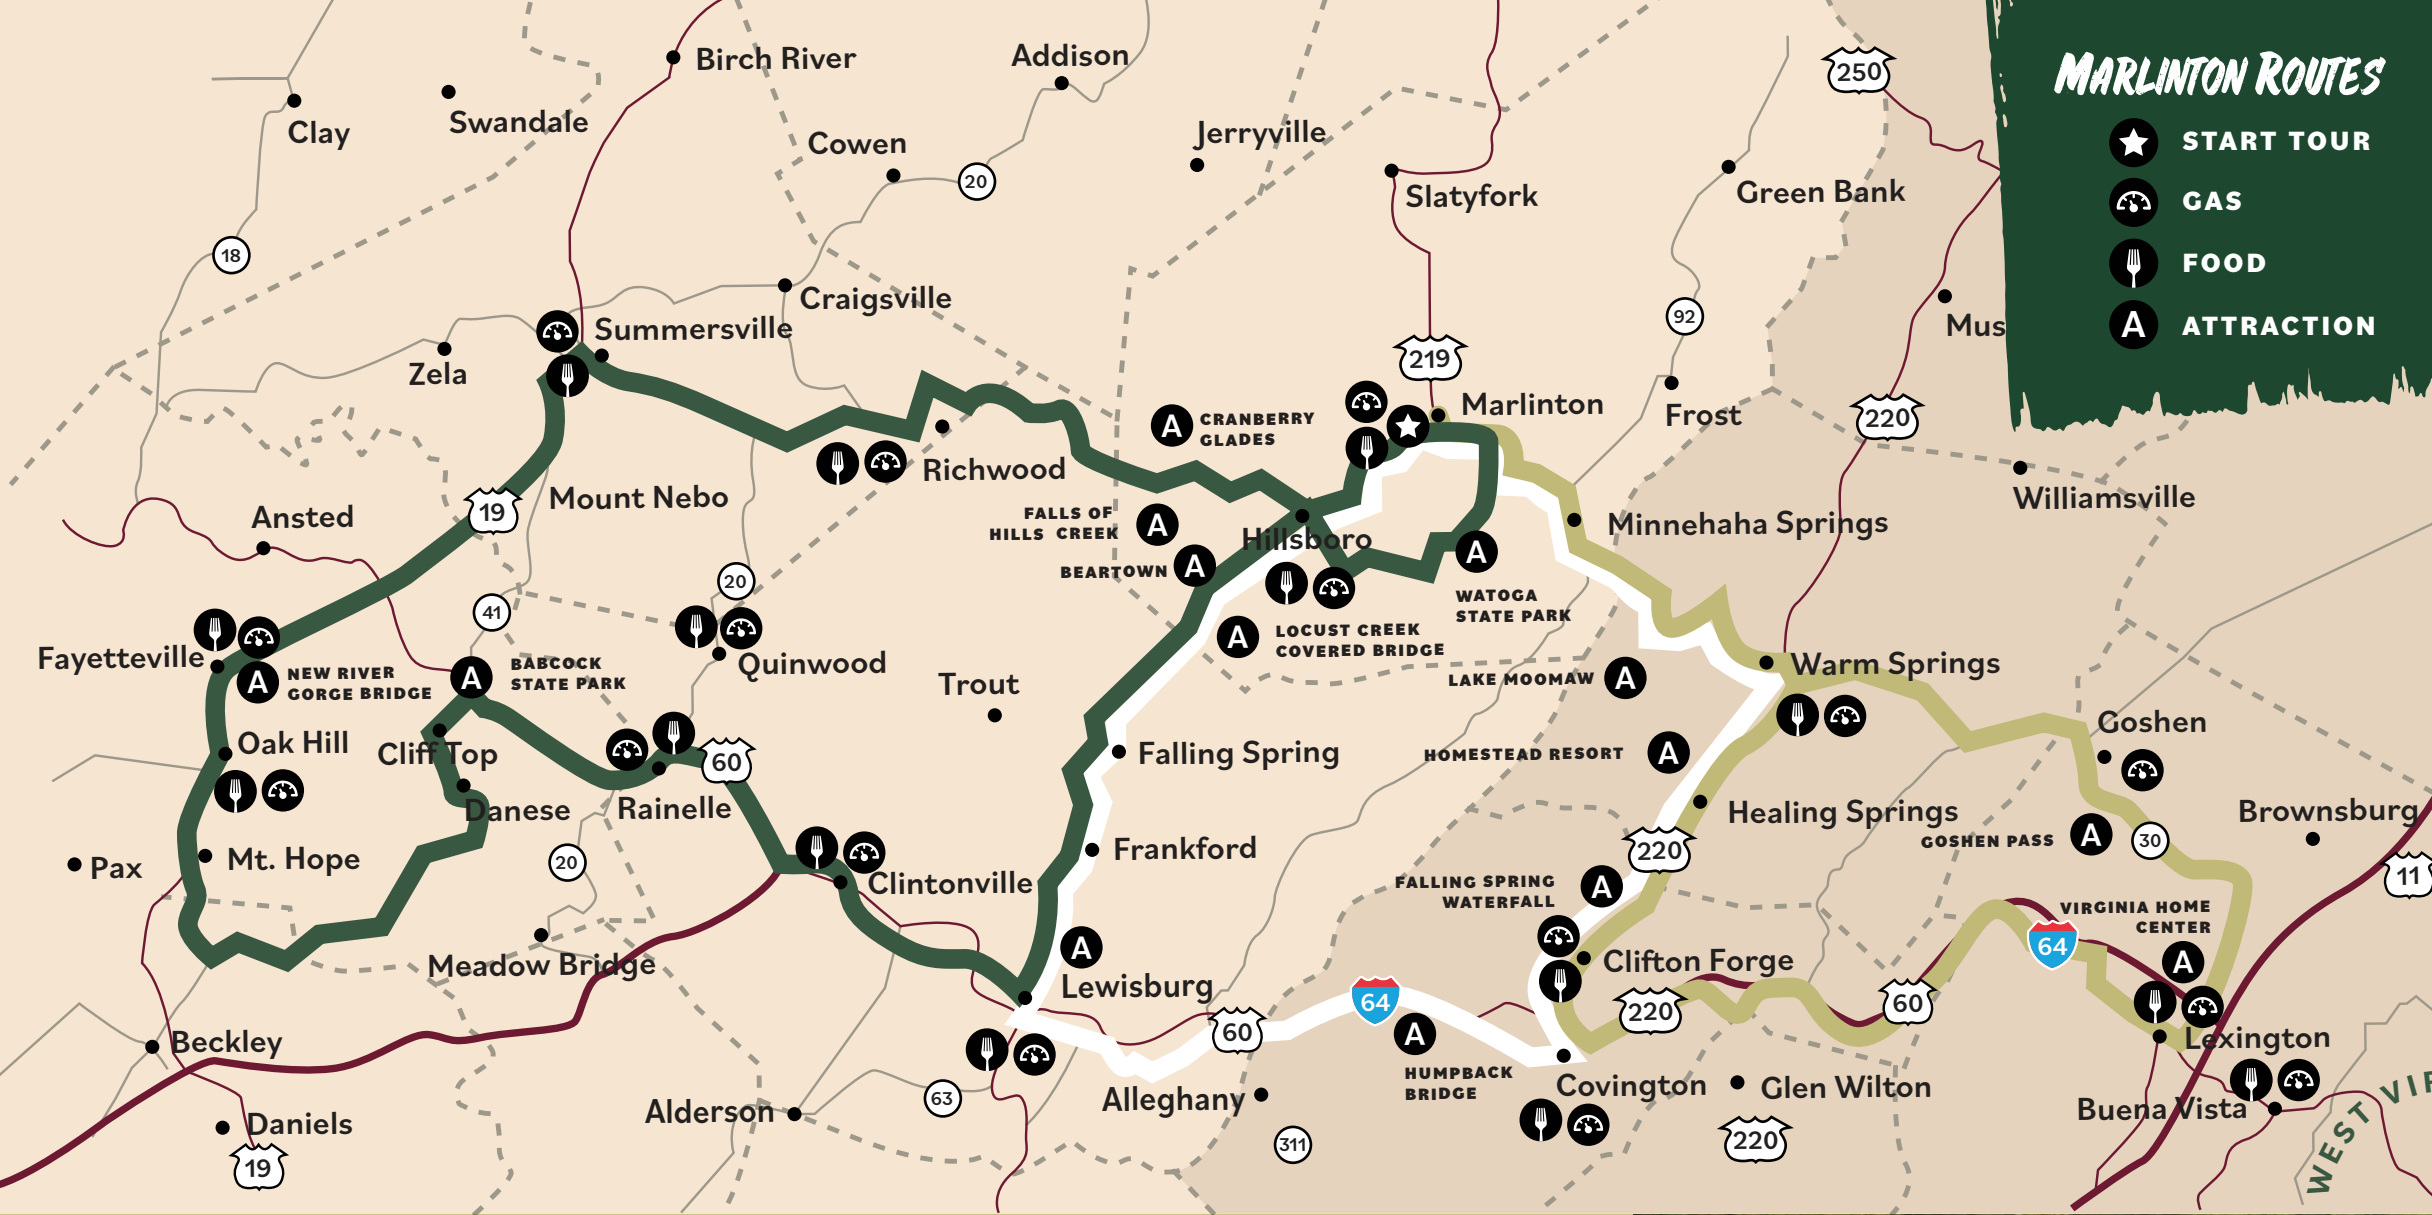 MARLINTON ROUTES
START TOUR
GAS
FOOD
A ATTRACTION
Birch River
Addison
250
Clay
Swandale
Cowen
Jerryville
20
Slatyfork
Green Bank
18
Craigsville
Mus
92
Summersville
219
Zela
Marlinton
Frost
220
A CRANBERRY
GLADES
Richwood
Mount Nebo
Williamsville
19
Ansted
FALLS OF
HILLS CREEK
A
Hillsboro
Minnehaha Springs
BEARTOWN A
A
WATOGA
STATE PARK
20
41
A LOCUST CREEK
COVERED BRIDGE
Fayetteville
A NEW RIVER
GORGE BRIDGE
A BABCOCK
STATE PARK
Quinwood
Trout
LAKE MOOMAW A
Warm Springs
Goshen
Oak Hill
Cliff Top
60
Falling Spring
HOMESTEAD RESORT A
Danese
Rainelle
Healing Springs
Brownsburg
GOSHEN PASS A
30
Pax
Mt. Hope
20
Frankford
220
11
Clintonville
FALLING SPRING
WATERFALL
A
VIRGINIA HOME
CENTER
A
64
Meadow Bridge
A
Lewisburg
Clifton Forge
64
220
60
60
A
HUMPBACK
BRIDGE
Lexington
Beckley
Alleghany
Covington
Glen Wilton
63
Alderson
Buena Vista
Daniels
19
311
220
WEST VIR